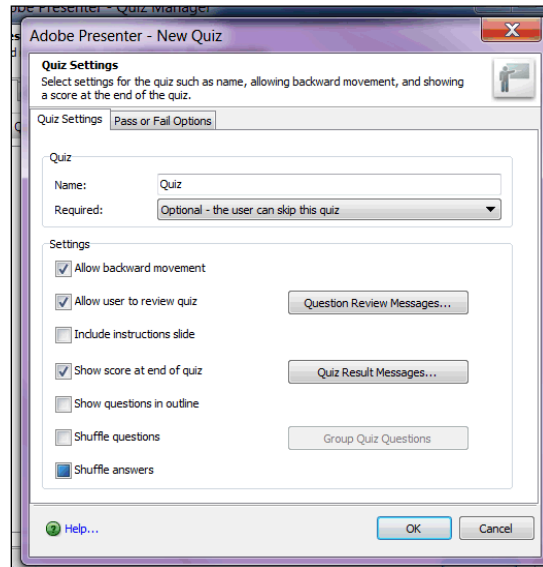 Adobe Presenter - New Quiz
Quiz Settings
Select settings for the quiz such as name, allowing backward movement, and showing
a score at the end of the quiz.
Quiz Settings
Pass or Fail Options
Quiz
Name:
Quiz
Required:
Optional - the user can skip this quiz
Settings
Allow backward movement
Allow user to review quiz
Question Review Messages...
Include instructions slide
Show score at end of quiz
Quiz Result Messages...
Show questions in outline
Shuffle questions
Group Quiz Questions
Shuffle answers
Help...
OK
Cancel